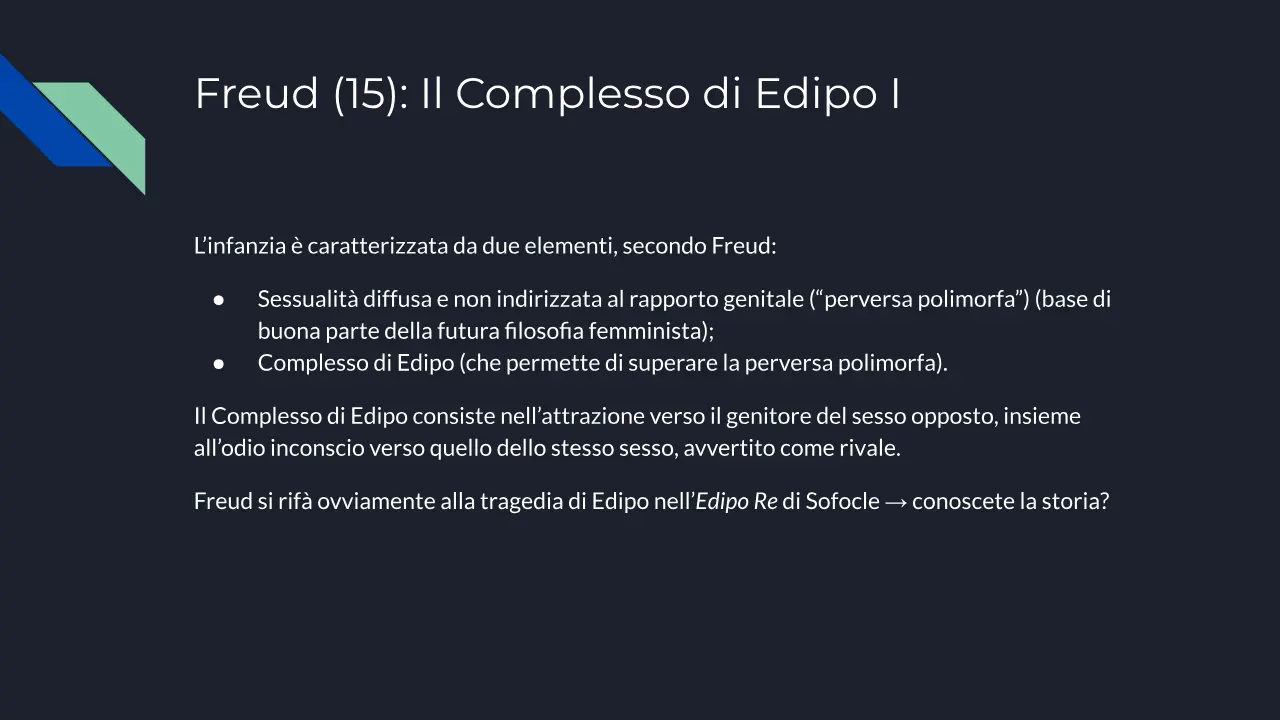 Freud (15): Il Complesso di Edipo I
L’infanzia è caratterizzata da due elementi, secondo Freud:
● Sessualità diffusa e non indirizzata al rapporto genitale (“perversa polimorfa”) (base di
buona parte della futura filosofia femminista);
● Complesso di Edipo (che permette di superare la perversa polimorfa).
Il Complesso di Edipo consiste nell’attrazione verso il genitore del sesso opposto, insieme
all’odio inconscio verso quello dello stesso sesso, avvertito come rivale.
Freud si rifà ovviamente alla tragedia di Edipo nell’Edipo Re di Sofocle → conoscete la storia?